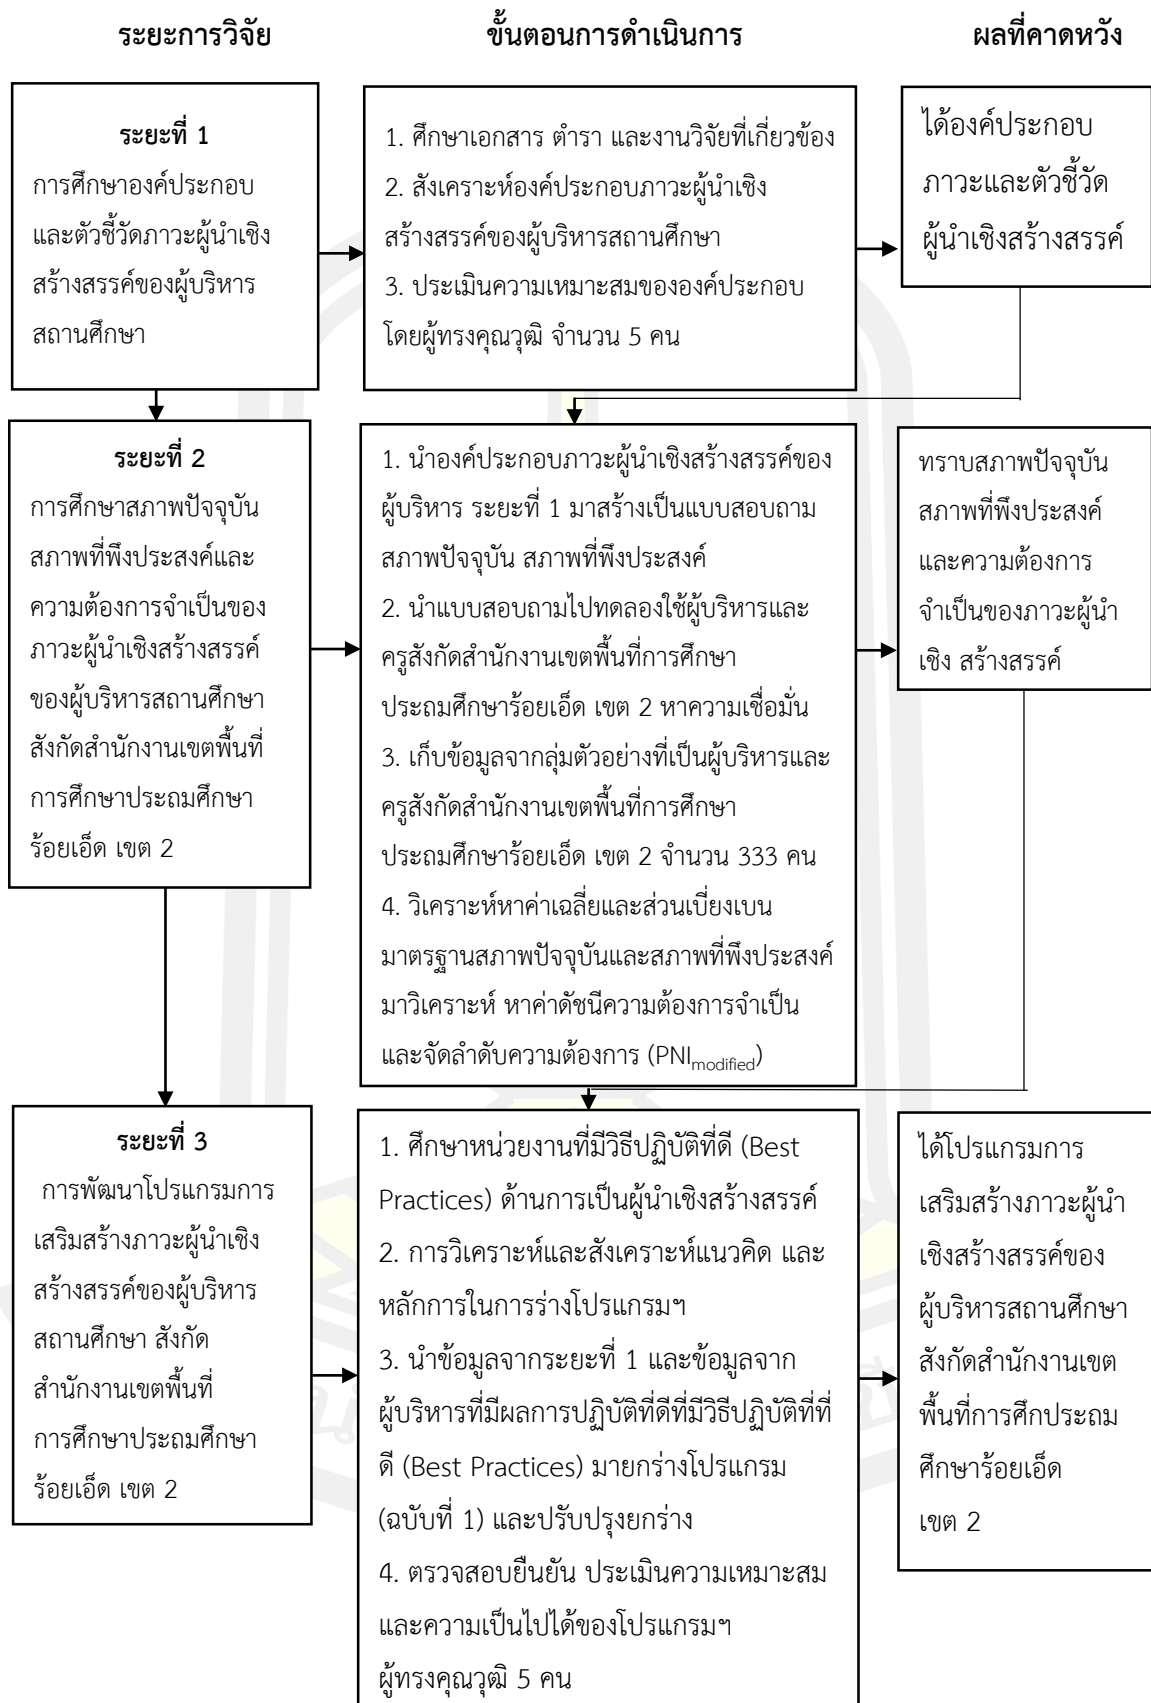 ระยะการวิจัย
ขั้นตอนการดำเนินการ
ผลที่คาดหวัง
ระยะที่ 1
การศึกษาองค์ประกอบ
และตัวชี้วัดภาวะผู้นำเชิง
สร้างสรรค์ของผู้บริหาร
สถานศึกษา
1. ศึกษาเอกสาร ตำรา และงานวิจัยที่เกี่ยวข้อง
2. สังเคราะห์องค์ประกอบภาวะผู้นำเชิง
สร้างสรรค์ของผู้บริหารสถานศึกษา
3. ประเมินความเหมาะสมขององค์ประกอบ
โดยผู้ทรงคุณวุฒิ จำนวน 5 คน
ได้องค์ประกอบ
ภาวะและตัวชี้วัด
ผู้นำเชิงสร้างสรรค์
ระยะที่ 2
การศึกษาสภาพปัจจุบัน
สภาพที่พึงประสงค์และ
ความต้องการจำเป็นของ
ภาวะผู้นำเชิงสร้างสรรค์
ของผู้บริหารสถานศึกษา
สังกัดสำนักงานเขตพื้นที่
การศึกษาประถมศึกษา
ร้อยเอ็ด เขต 2
1. นำองค์ประกอบภาวะผู้นำเชิงสร้างสรรค์ของ
ผู้บริหาร ระยะที่ 1 มาสร้างเป็นแบบสอบถาม
สภาพปัจจุบัน สภาพที่พึงประสงค์
2. นำแบบสอบถามไปทดลองใช้ผู้บริหารและ
ครูสังกัดสำนักงานเขตพื้นที่การศึกษา
ประถมศึกษาร้อยเอ็ด เขต 2 หาความเชื่อมั่น
3. เก็บข้อมูลจากลุ่มตัวอย่างที่เป็นผู้บริหารและ
ครูสังกัดสำนักงานเขตพื้นที่การศึกษา
ประถมศึกษาร้อยเอ็ด เขต 2 จำนวน 333 คน
4. วิเคราะห์หาค่าเฉลี่ยและส่วนเบี่ยงเบน
มาตรฐานสภาพปัจจุบันและสภาพที่พึงประสงค์
มาวิเคราะห์ หาค่าดัชนีความต้องการจำเป็น
และจัดลำดับความต้องการ (PNImodified)
ทราบสภาพปัจจุบัน
สภาพที่พึงประสงค์
และความต้องการ
จำเป็นของภาวะผู้นำ
เชิง สร้างสรรค์
ระยะที่ 3
การพัฒนาโปรแกรมการ
เสริมสร้างภาวะผู้นำเชิง
สร้างสรรค์ของผู้บริหาร
สถานศึกษา สังกัด
สำนักงานเขตพื้นที่
การศึกษาประถมศึกษา
ร้อยเอ็ด เขต 2
1. ศึกษาหน่วยงานที่มีวิธีปฏิบัติที่ดี (Best
Practices) ด้านการเป็นผู้นำเชิงสร้างสรรค์
2. การวิเคราะห์และสังเคราะห์แนวคิด และ
หลักการในการร่างโปรแกรมฯ
3. นำข้อมูลจากระยะที่ 1 และข้อมูลจาก
ผู้บริหารที่มีผลการปฏิบัติที่ดีที่มีวิธีปฏิบัติที่ที่
ดี (Best Practices) มายกร่างโปรแกรม
(ฉบับที่ 1) และปรับปรุงยกร่าง
4. ตรวจสอบยืนยัน ประเมินความเหมาะสม
และความเป็นไปได้ของโปรแกรมฯ
ผู้ทรงคุณวุฒิ 5 คน
ได้โปรแกรมการ
เสริมสร้างภาวะผู้นำ
เชิงสร้างสรรค์ของ
ผู้บริหารสถานศึกษา
สังกัดสำนักงานเขต
พื้นที่การศึกประถม
ศึกษาร้อยเอ็ด
เขต 2